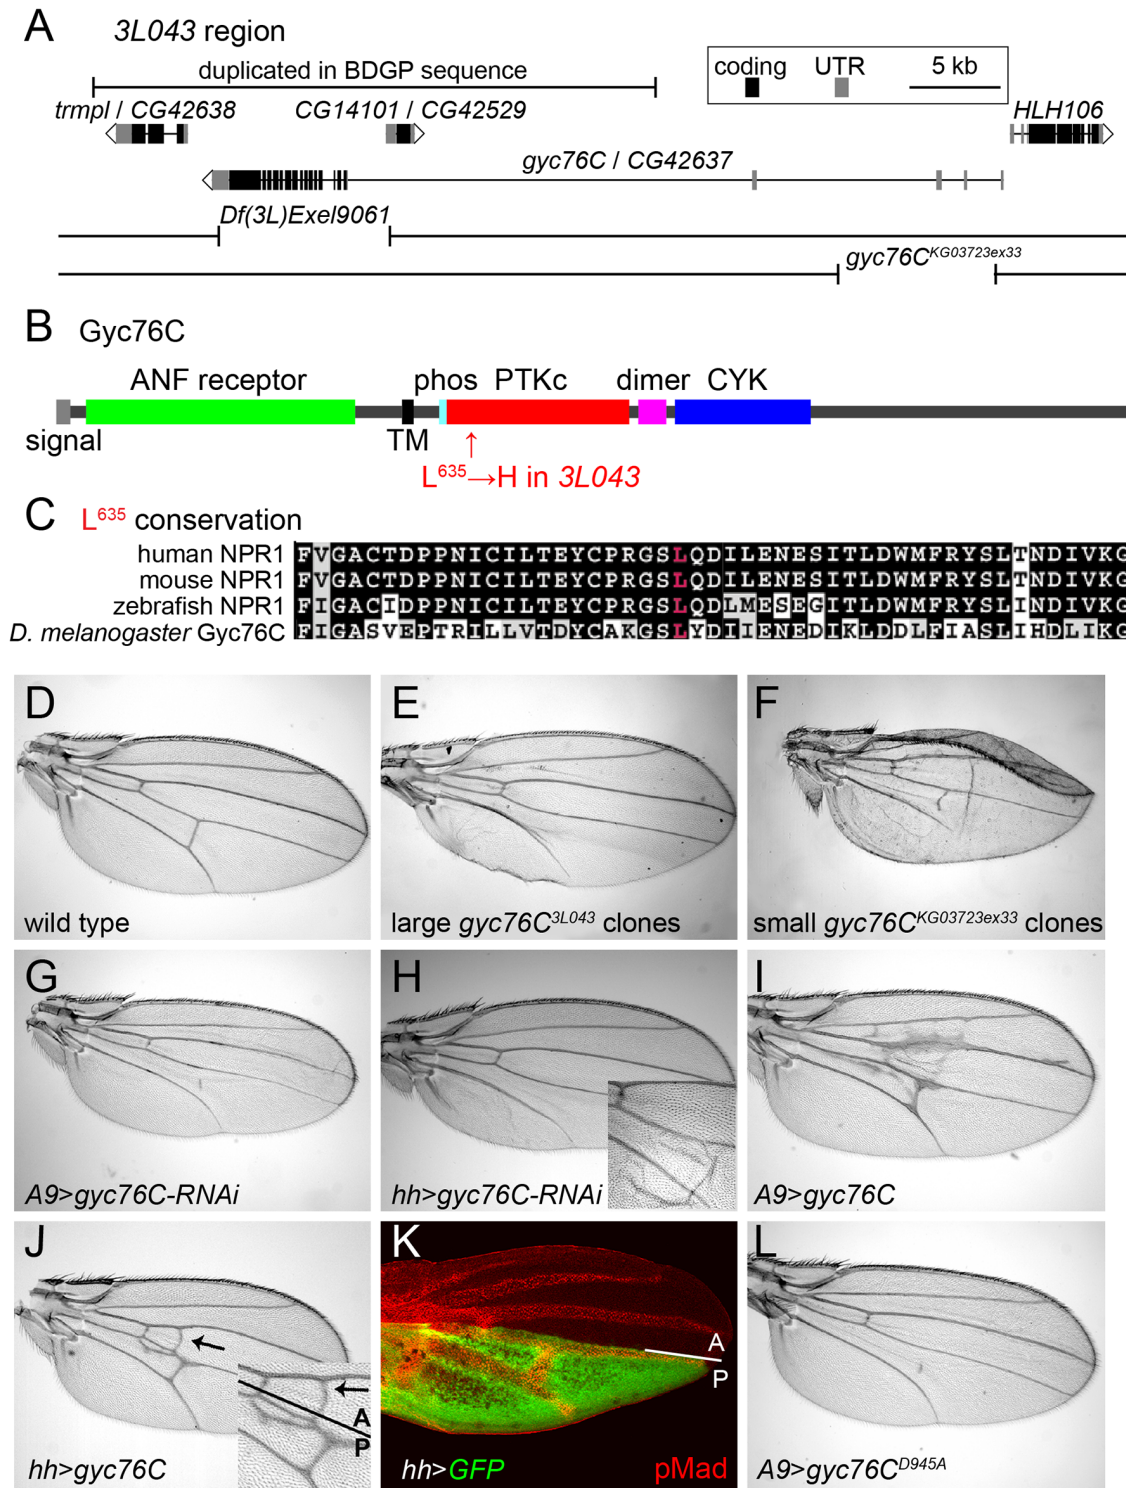 A 3L043 region
duplicated in BDGP sequence
coding UTR 5 kb
trmpl / CG42638 CG14101 / CG42529 HLH106
gyc76C / CG42637
Df(3L)Exel9061
gyc76C^KG03723ex33
B Gyc76C
ANF receptor phos PTKc dimer CYK
signal TM
L^635→H in 3L043
C L^635 conservation
human NPR1 FVGACTDPPNICILTEYCPRGSLQDILENESITLDWMFRYSLTNDIVKG
mouse NPR1 FVGACTDPPNICILTEYCPRGSLQDILENESITLDWMFRYSLTNDIVKG
zebrafish NPR1 FIGACIDPPNICILTEYCPRGSLQDLMESEGITLDWMFRYSLINDIVKG
D. melanogaster Gyc76C FIGASVEPTRILLVTDYCAKGSLYDIIENEDIKLDDLFIASLIHDLIKG
D
wild type
E
large gyc76C^3L043 clones
F
small gyc76C^KG03723ex33 clones
G
A9>gyc76C-RNAi
H
hh>gyc76C-RNAi
I
A9>gyc76C
J
A
P
hh>gyc76C
K
A
P
hh>GFP pMad
L
A9>gyc76C^D945A